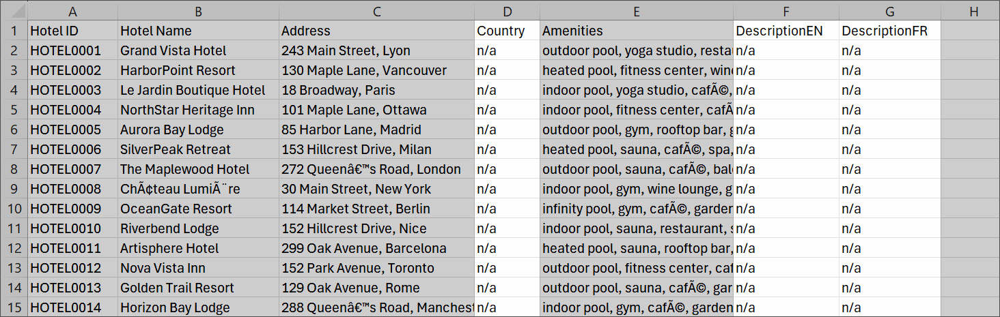 A B C D E F G H
1 Hotel ID Hotel Name Address Country Amenities DescriptionEN DescriptionFR
2 HOTEL0001 Grand Vista Hotel 243 Main Street, Lyon n/a outdoor pool, yoga studio, n/a n/a
3 HOTEL0002 HarborPoint Resort 130 Maple Lane, Vancouver n/a heated pool, fitness center, n/a n/a
4 HOTEL0003 Le Jardin Boutique Hotel 18 Broadway, Paris n/a indoor pool, yoga studio, cafÃ©, n/a n/a
5 HOTEL0004 NorthStar Heritage Inn 101 Maple Lane, Ottawa n/a indoor pool, fitness center, cafÃ n/a n/a
6 HOTEL0005 Aurora Bay Lodge 85 Harbor Lane, Madrid n/a outdoor pool, gym, rooftop bar, n/a n/a
7 HOTEL0006 SilverPeak Retreat 153 Hillcrest Drive, Milan n/a heated pool, sauna, cafÃ©, spa, n/a n/a
8 HOTEL0007 The Maplewood Hotel 272 Queenâ€™s Road, London n/a outdoor pool, sauna, cafÃ©, n/a n/a
9 HOTEL0008 ChÃ¢teau LumiÃ¨re 30 Main Street, New York n/a indoor pool, gym, wine lounge, n/a n/a
10 HOTEL0009 OceanGate Resort 114 Market Street, Berlin n/a infinity pool, gym, cafÃ©, garden n/a n/a
11 HOTEL0010 Riverbend Lodge 152 Hillcrest Drive, Nice n/a indoor pool, sauna, restaurant, n/a n/a
12 HOTEL0011 Artisphere Hotel 299 Oak Avenue, Barcelona n/a heated pool, sauna, rooftop bar, n/a n/a
13 HOTEL0012 Nova Vista Inn 152 Park Avenue, Toronto n/a outdoor pool, fitness center, n/a n/a
14 HOTEL0013 Golden Trail Resort 129 Oak Avenue, Rome n/a outdoor pool, sauna, cafÃ©, n/a n/a
15 HOTEL0014 Horizon Bay Lodge 288 Queenâ€™s Road, Manchest n/a indoor pool, gym, cafÃ©, garden n/a n/a